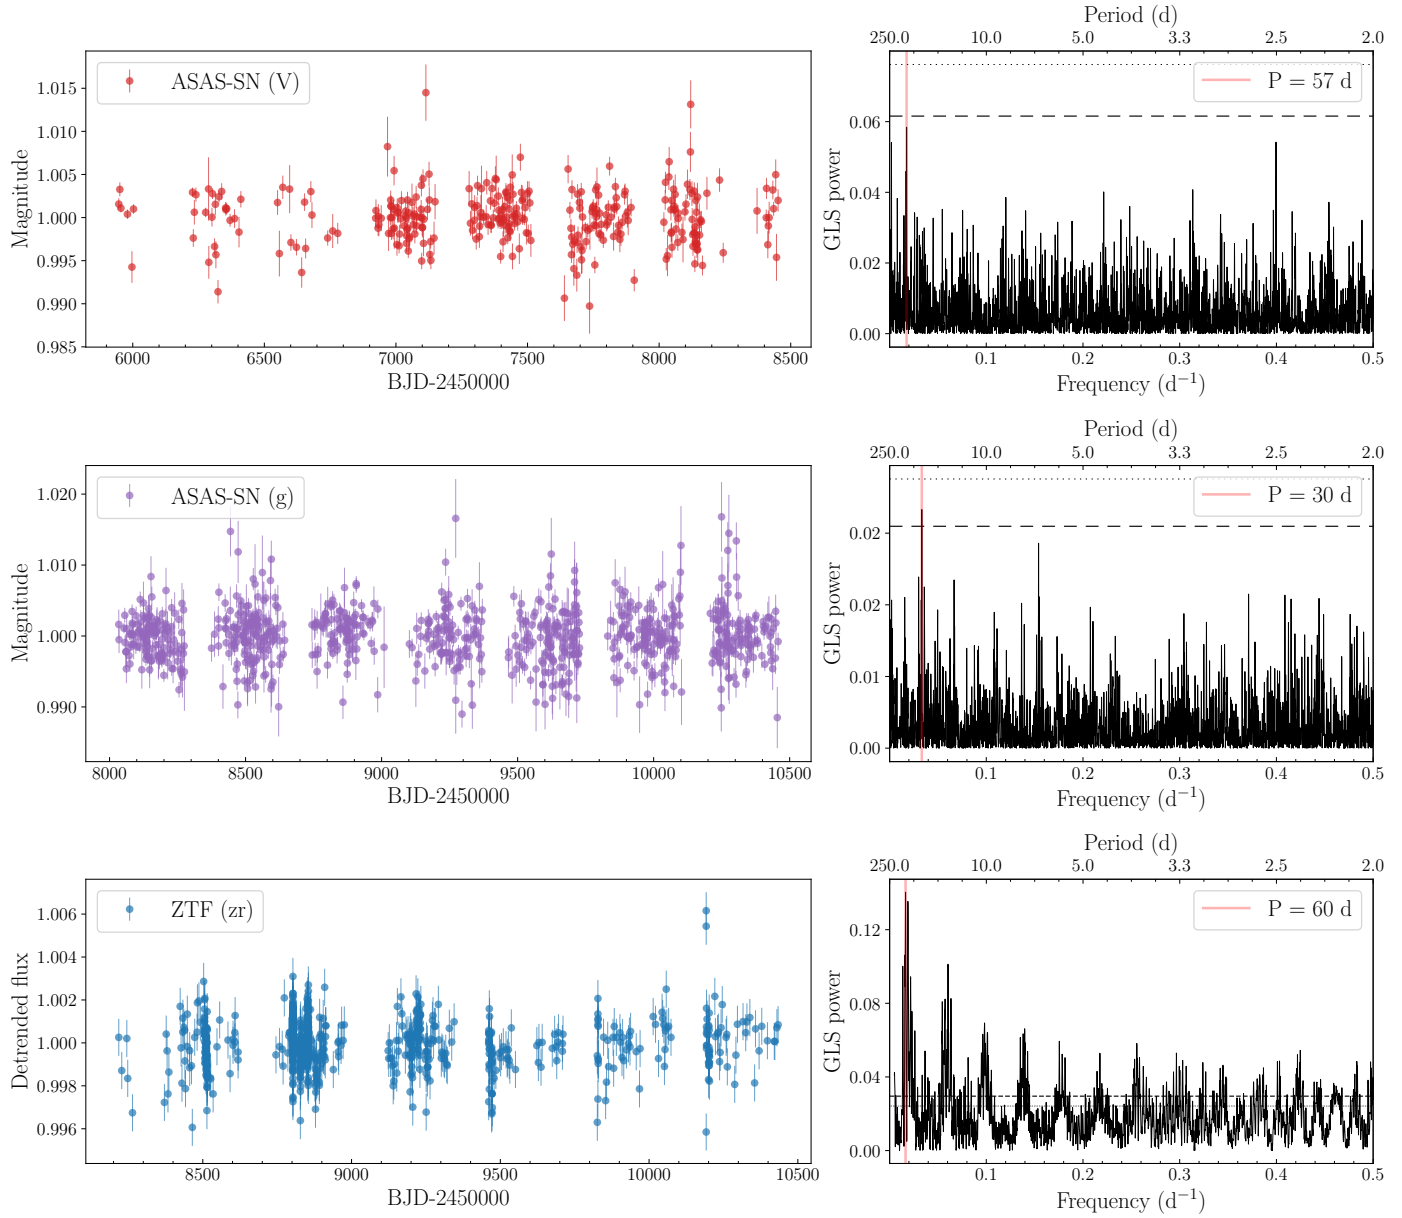 Period (d)
250.0 10.0 5.0 3.3 2.5 2.0
ASAS-SN (V)
P = 57 d
1.015
1.010
1.005
1.000
0.995
0.990
0.985
Magnitude
6000 6500 7000 7500 8000 8500
BJD-2450000
0.06
0.04
0.02
0.00
GLS power
0.1 0.2 0.3 0.4 0.5
Frequency (d⁻¹)
Period (d)
250.0 10.0 5.0 3.3 2.5 2.0
ASAS-SN (g)
P = 30 d
1.020
1.010
1.000
0.990
Magnitude
8000 8500 9000 9500 10000 10500
BJD-2450000
0.02
0.02
0.01
0.00
GLS power
0.1 0.2 0.3 0.4 0.5
Frequency (d⁻¹)
Period (d)
250.0 10.0 5.0 3.3 2.5 2.0
ZTF (zr)
P = 60 d
1.006
1.004
1.002
1.000
0.998
0.996
Detrended flux
8500 9000 9500 10000 10500
BJD-2450000
0.12
0.08
0.04
0.00
GLS power
0.1 0.2 0.3 0.4 0.5
Frequency (d⁻¹)